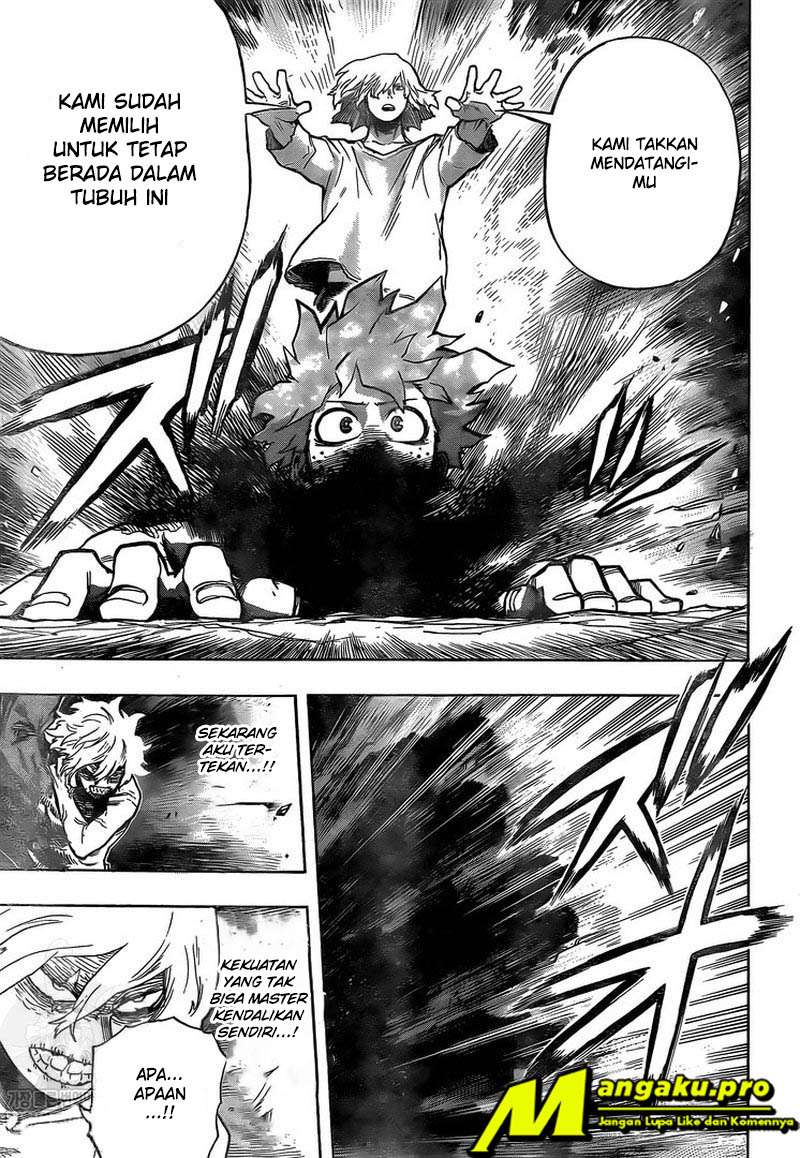 KAMI TAKKAN
MENDATANGI-
MU
KAMI SUDAH
MEMILIH
UNTUK TETAP
BERADA DALAM
TUBUH INI
SEKARANG
AKU TER-
TEKAN...!!
KEKUATAN
YANG TAK
BISA MASTER
KENDALIKAN
SENDIRI...!
APA...
APAAN
...!!
Mangaku.pro
Jangan Lupa Like dan Komennya